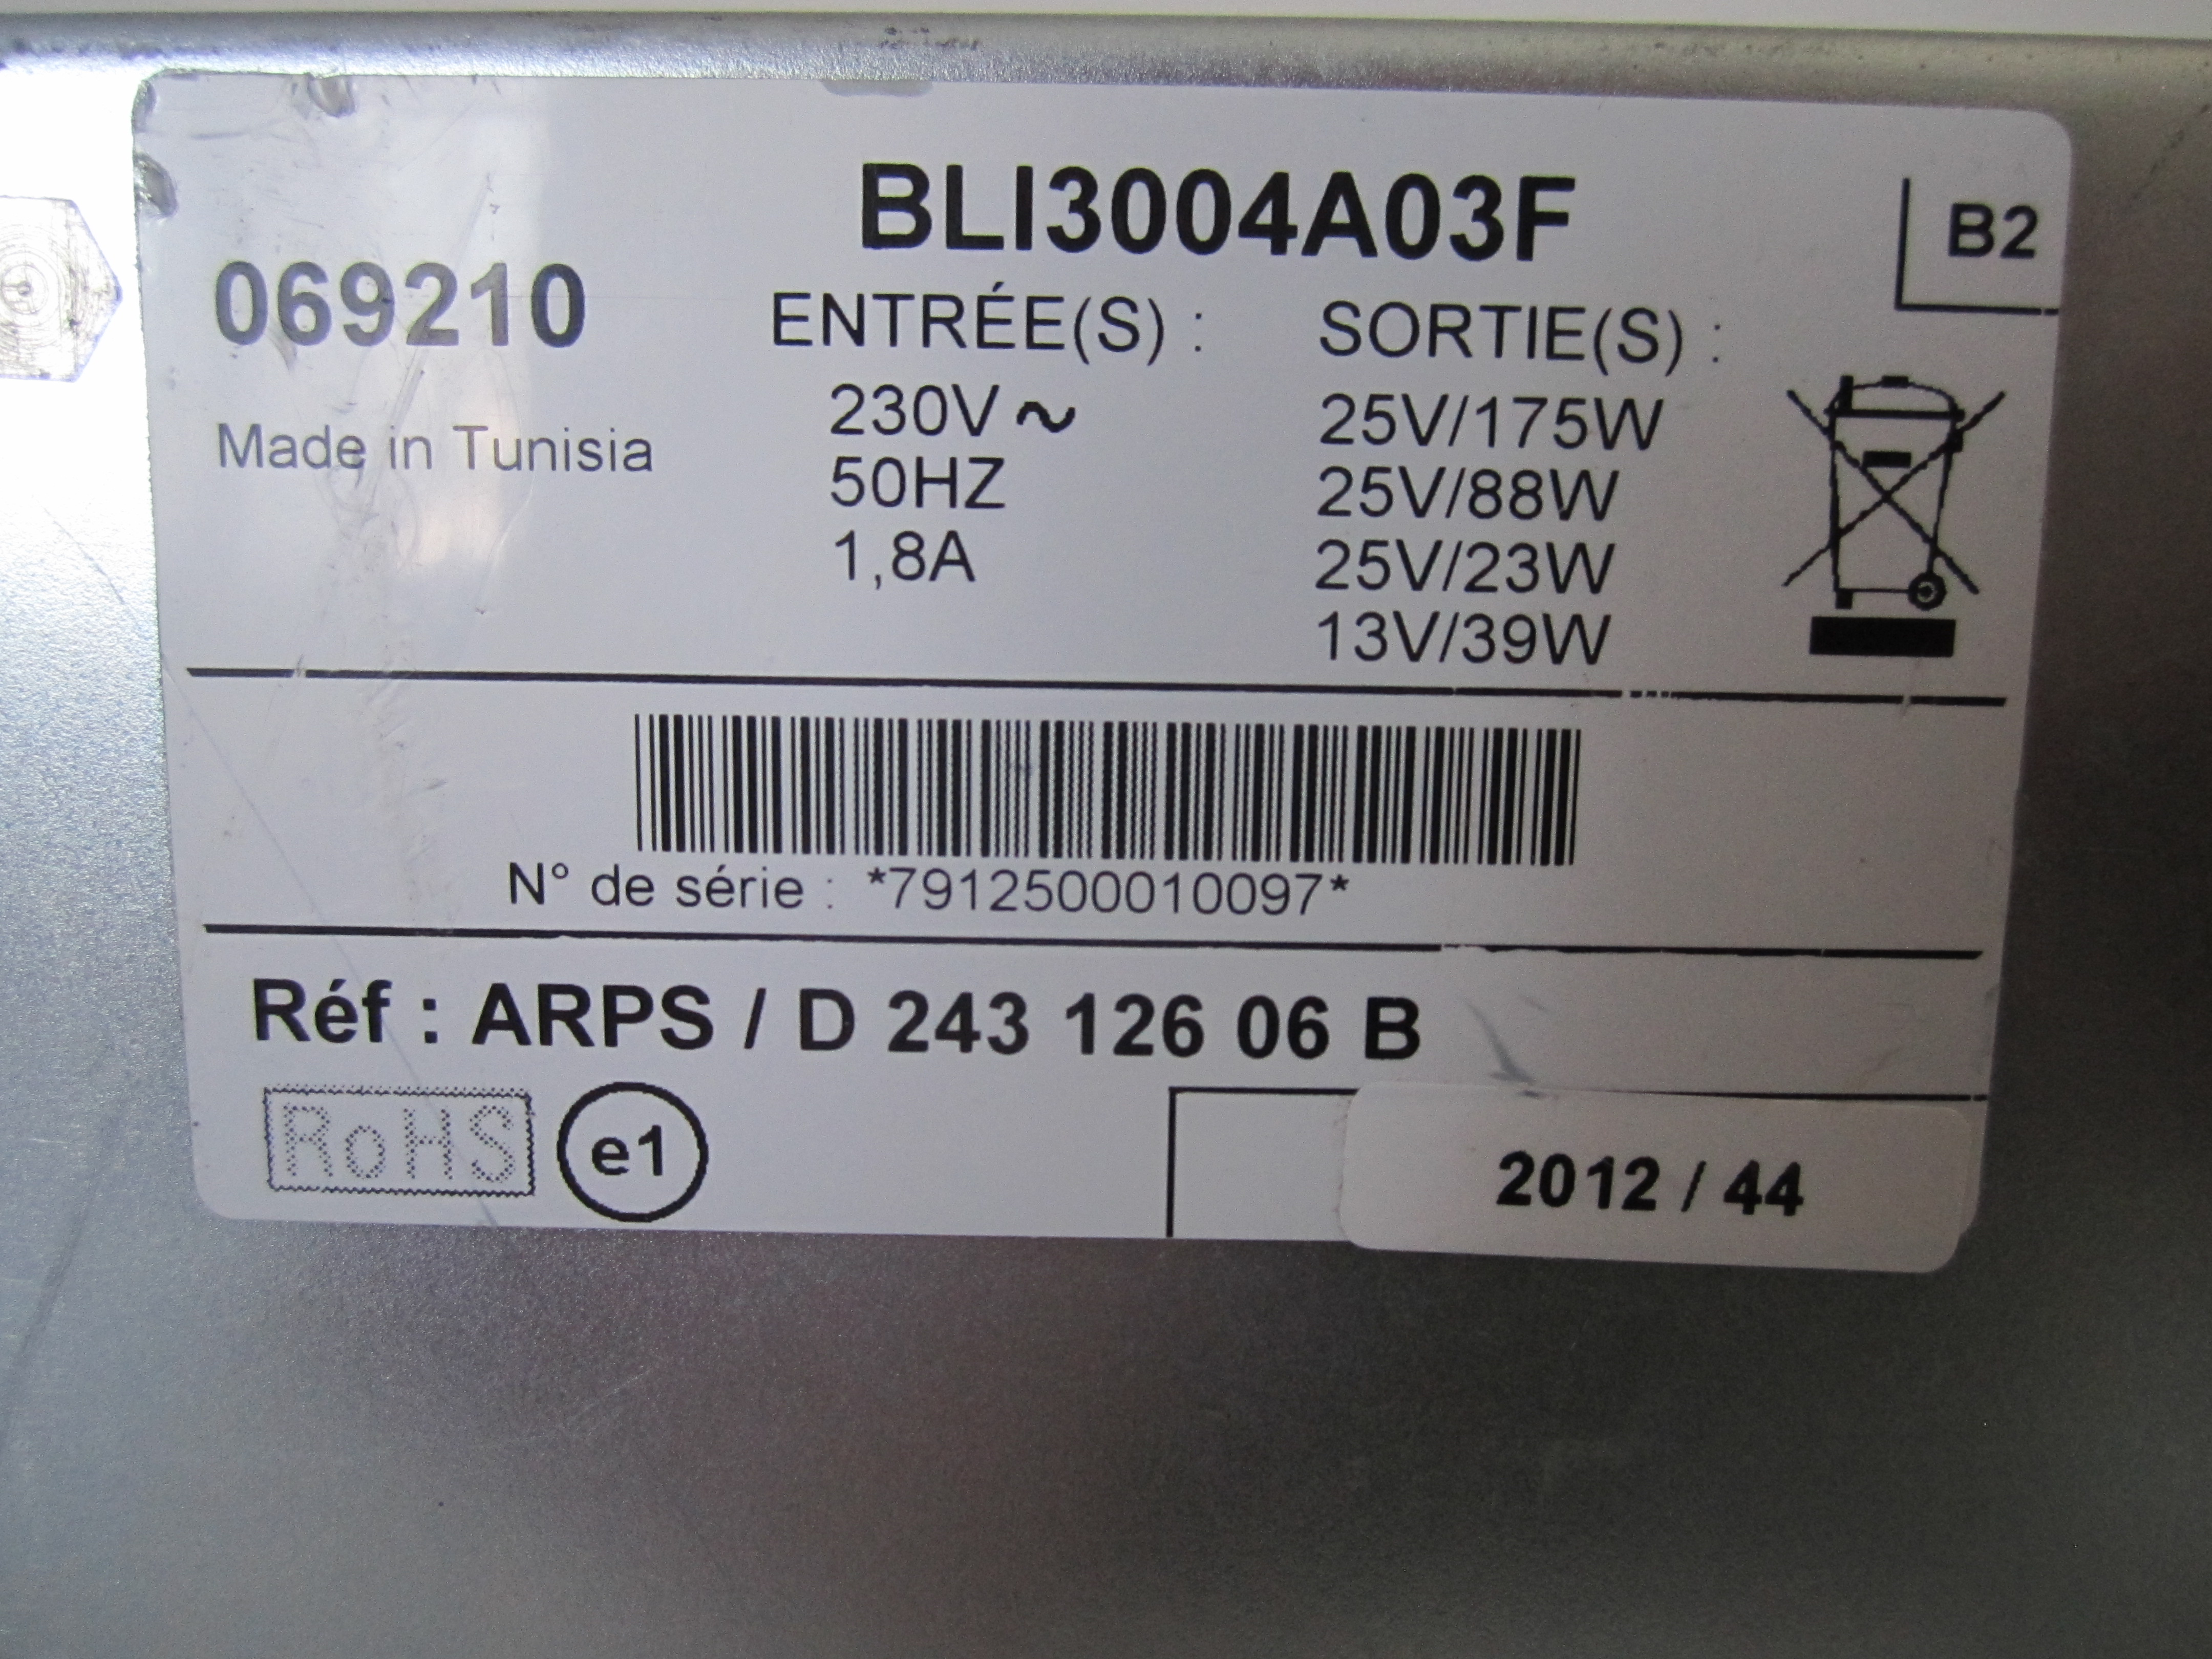 BLI3004A03F
B2
069210
ENTRÉE(S) :
SORTIE(S) :
Made in Tunisia
230V ~
50HZ
1,8A
25V/175W
25V/88W
25V/23W
13V/39W
N° de série : *7912500010097*
Réf : ARPS / D 243 126 06 B
RoHS
e1
2012 / 44